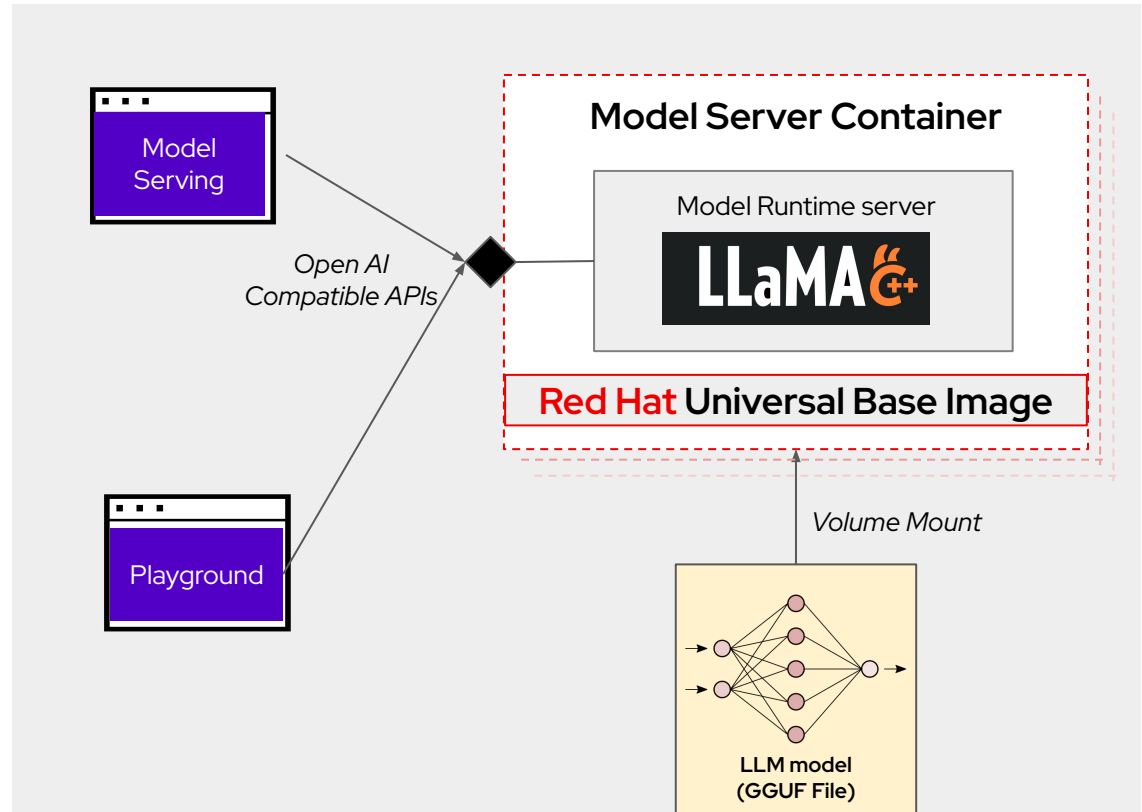 Model Server Container
Model
Serving
Model Runtime server
LLaMA C++
Open AI
Compatible APIs
Red Hat Universal Base Image
Volume Mount
Playground
LLM model
(GGUF File)